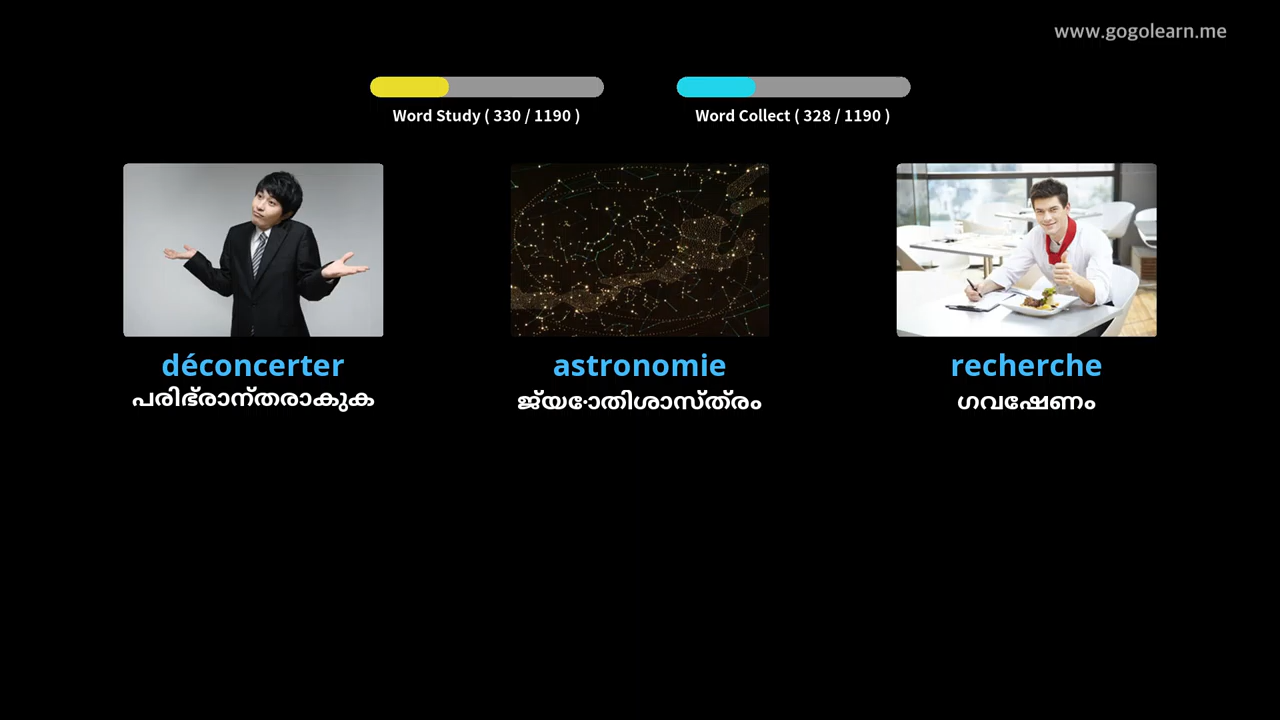 www.gogolearn.me
Word Study ( 330 / 1190 )
Word Collect ( 328 / 1190 )
déconcerter
astronomie
recherche
പരിഭ്രാന്തരാകുക
ജ്യോതിശാസ്ത്രം
ഗവേഷണം